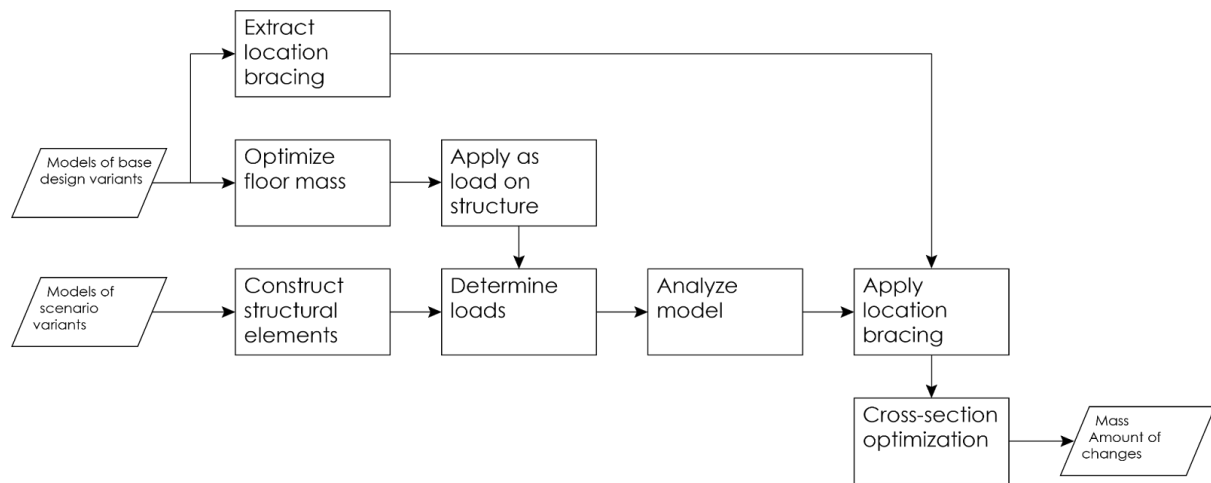 Extract
location
bracing
Models of base
design variants
Optimize
floor mass
Apply as
load on
structure
Models of
scenario
variants
Construct
structural
elements
Determine
loads
Analyze
model
Apply
location
bracing
Cross-section
optimization
Mass
Amount of
changes